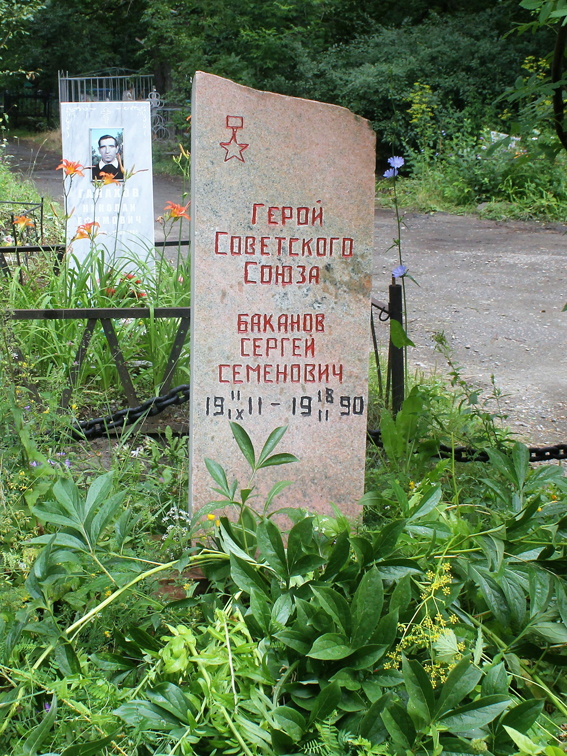 ГЕРОЙ
СОВЕТСКОГО
СОЮЗА
БАКАНОВ
СЕРГЕЙ
СЕМЕНОВИЧ
19 11/IX 11 - 19 18/II 90